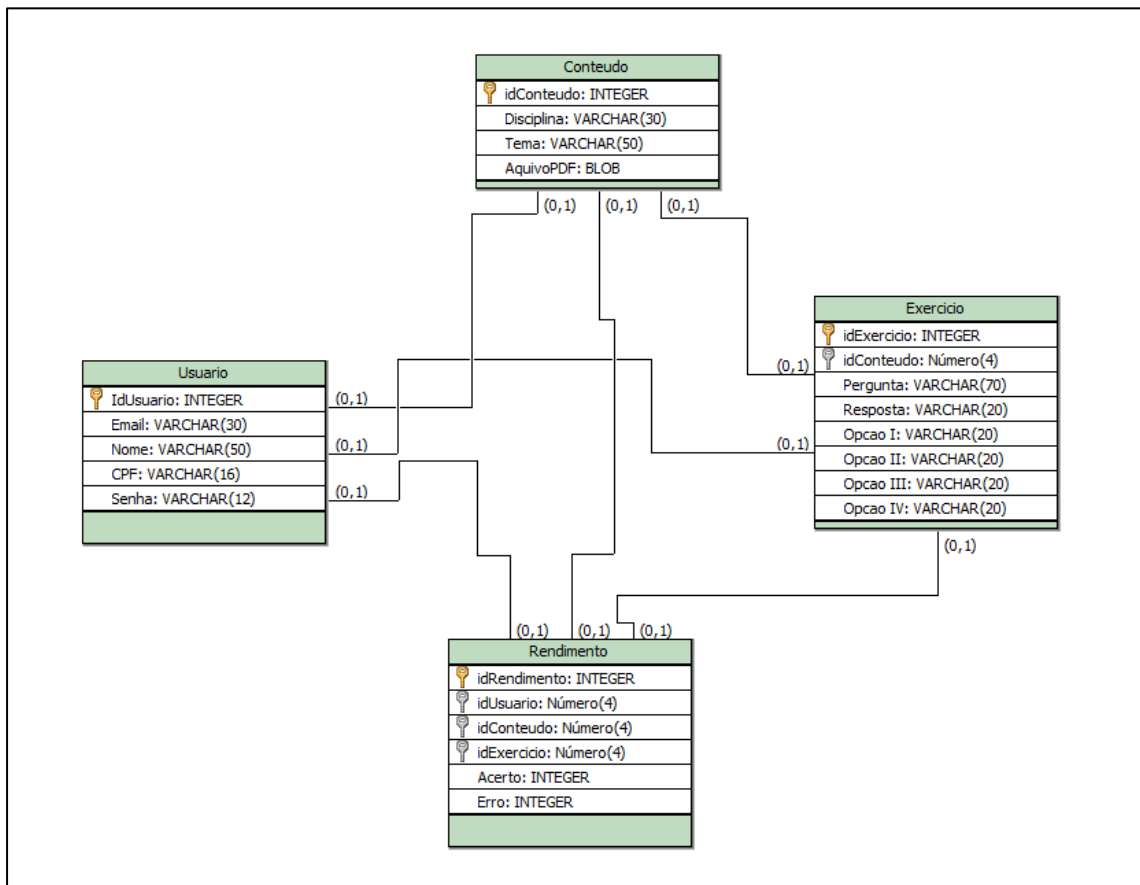 Conteudo
idConteudo: INTEGER
Disciplina: VARCHAR(30)
Tema: VARCHAR(50)
AquivoPDF: BLOB
(0,1)
(0,1)
(0,1)
Exercicio
idExercicio: INTEGER
idConteudo: Número(4)
Pergunta: VARCHAR(70)
Resposta: VARCHAR(20)
Opcao I: VARCHAR(20)
Opcao II: VARCHAR(20)
Opcao III: VARCHAR(20)
Opcao IV: VARCHAR(20)
(0,1)
(0,1)
(0,1)
Usuario
IdUsuario: INTEGER
Email: VARCHAR(30)
Nome: VARCHAR(50)
CPF: VARCHAR(16)
Senha: VARCHAR(12)
(0,1)
(0,1)
(0,1)
(0,1)
(0,1)
(0,1)
Rendimento
idRendimento: INTEGER
idUsuario: Número(4)
idConteudo: Número(4)
idExercicio: Número(4)
Acerto: INTEGER
Erro: INTEGER